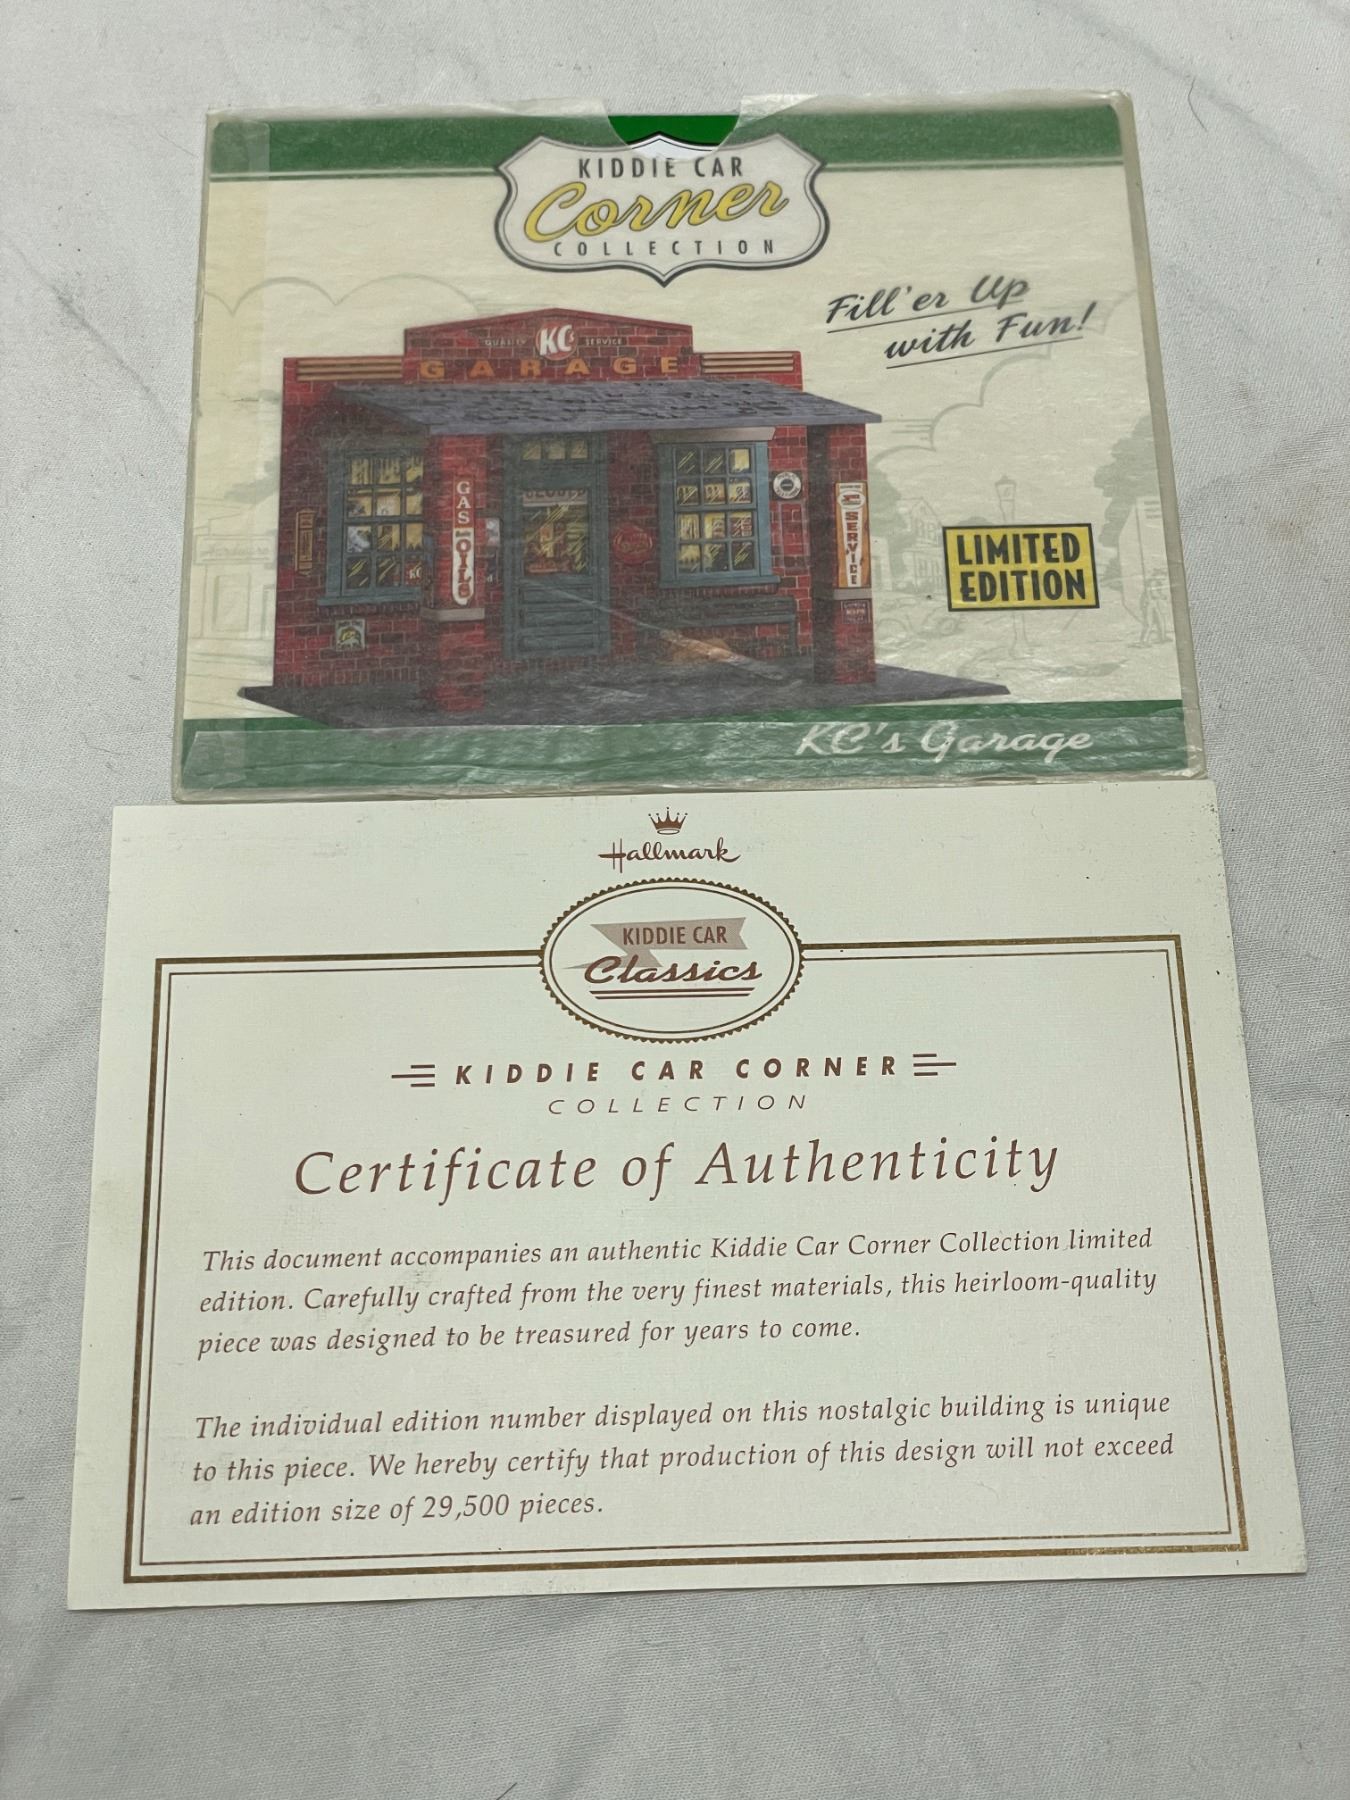 KIDDIE CAR
Corner
COLLECTION
Fill'er Up
with Fun!
QUALITY KC's SERVICE
GARAGE
CLOSED
GAS
OILS
SERVICE
LIMITED
EDITION
KC's Garage
Hallmark
KIDDIE CAR
Classics
KIDDIE CAR CORNER
COLLECTION
Certificate of Authenticity
This document accompanies an authentic Kiddie Car Corner Collection limited
edition. Carefully crafted from the very finest materials, this heirloom-quality
piece was designed to be treasured for years to come.
The individual edition number displayed on this nostalgic building is unique
to this piece. We hereby certify that production of this design will not exceed
an edition size of 29,500 pieces.